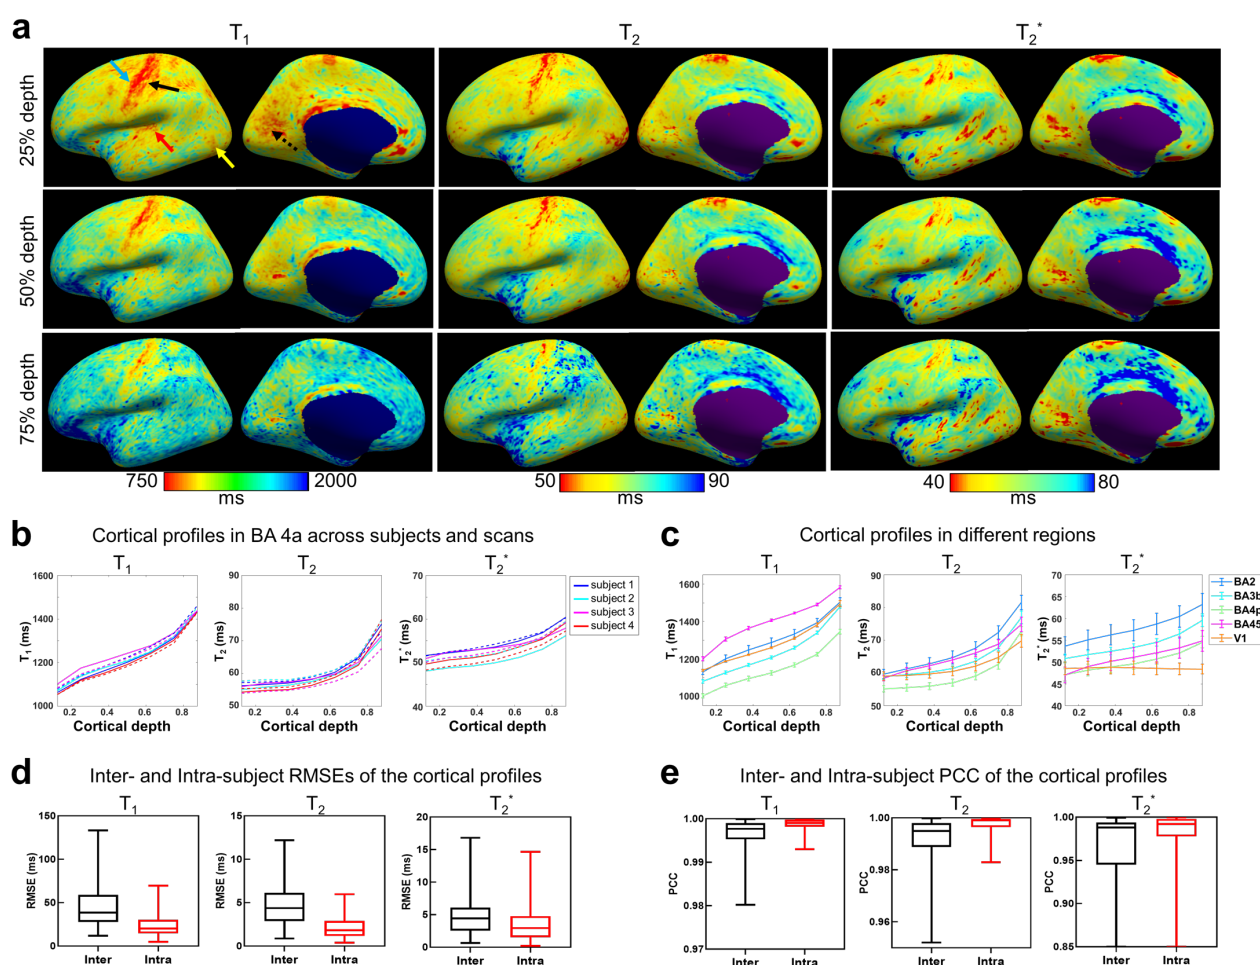 a
T1 T2 T2*
25% depth
50% depth
75% depth
750 2000 50 90 40 80
ms ms ms
b Cortical profiles in BA 4a across subjects and scans
T1 T2 T2*
1600
1400
1200
1000
T1 (ms)
0.2 0.4 0.6 0.8
Cortical depth
90
80
70
60
50
T2 (ms)
0.2 0.4 0.6 0.8
Cortical depth
60
50
40
T2* (ms)
0.2 0.4 0.6 0.8
Cortical depth
subject 1
subject 2
subject 3
subject 4
c Cortical profiles in different regions
T1 T2 T2*
1600
1400
1200
1000
T1 (ms)
0.2 0.4 0.6 0.8
Cortical depth
90
80
70
60
50
T2 (ms)
0.2 0.4 0.6 0.8
Cortical depth
70
65
60
55
50
45
40
T2* (ms)
0.2 0.4 0.6 0.8
Cortical depth
BA2
BA3b
BA4p
BA45
V1
d Inter- and Intra-subject RMSEs of the cortical profiles
T1 T2 T2*
150
100
50
0
RMSE (ms)
Inter Intra
15
10
5
0
RMSE (ms)
Inter Intra
20
15
10
5
0
RMSE (ms)
Inter Intra
e Inter- and Intra-subject PCC of the cortical profiles
T1 T2 T2*
1.00
0.99
0.98
0.97
PCC
Inter Intra
1.00
0.98
0.96
PCC
Inter Intra
1.00
0.95
0.90
0.85
PCC
Inter Intra